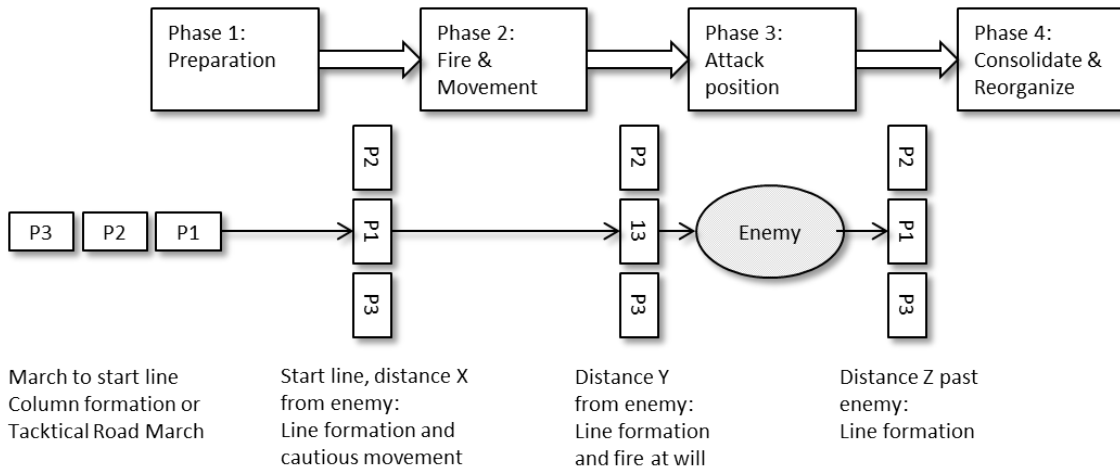 Phase 1:
Preparation
Phase 2:
Fire &
Movement
Phase 3:
Attack
position
Phase 4:
Consolidate &
Reorganize
P3
P2
P1
P2
P1
P3
P2
13
P3
Enemy
P2
P1
P3
March to start line
Column formation or
Tacktical Road March
Start line, distance X
from enemy:
Line formation and
cautious movement
Distance Y
from enemy:
Line formation
and fire at will
Distance Z past
enemy:
Line formation